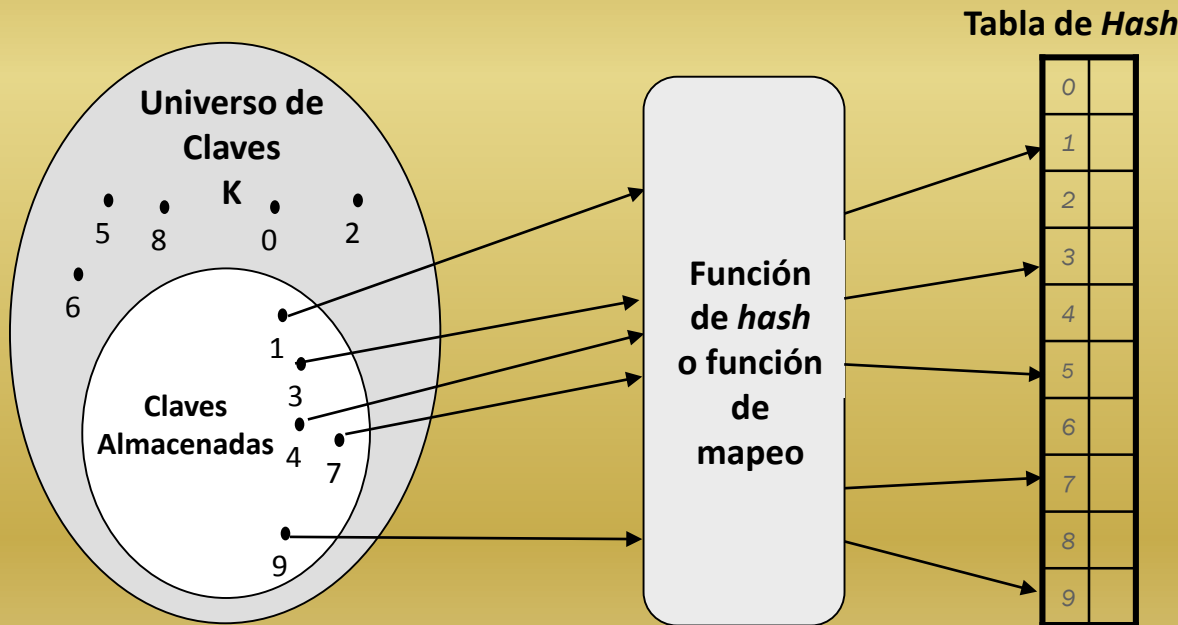 Tabla de Hash
Universo de
Claves
K
5
8
0
2
6
1
3
4
7
9
Claves
Almacenadas
Función
de hash
o función
de
mapeo
0
1
2
3
4
5
6
7
8
9